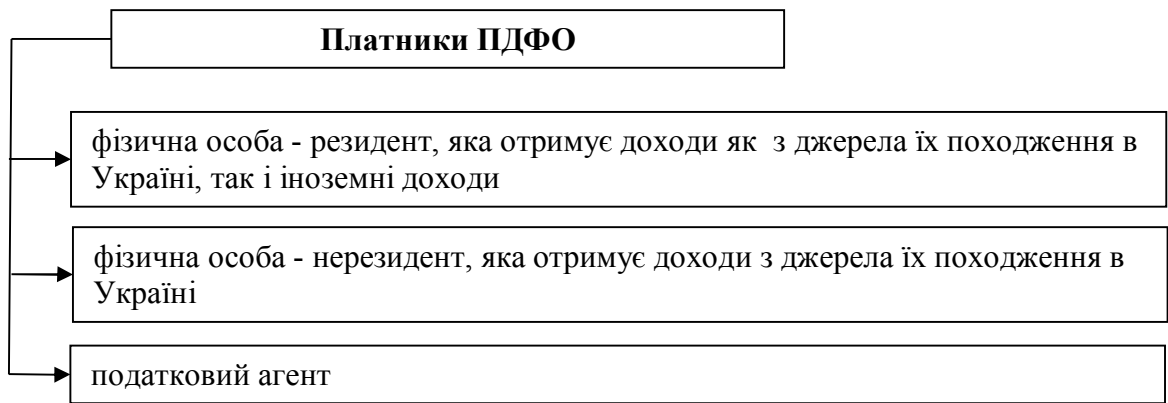 Платники ПДФО
фізична особа - резидент, яка отримує доходи як з джерела їх походження в
Україні, так і іноземні доходи
фізична особа - нерезидент, яка отримує доходи з джерела їх походження в
Україні
податковий агент